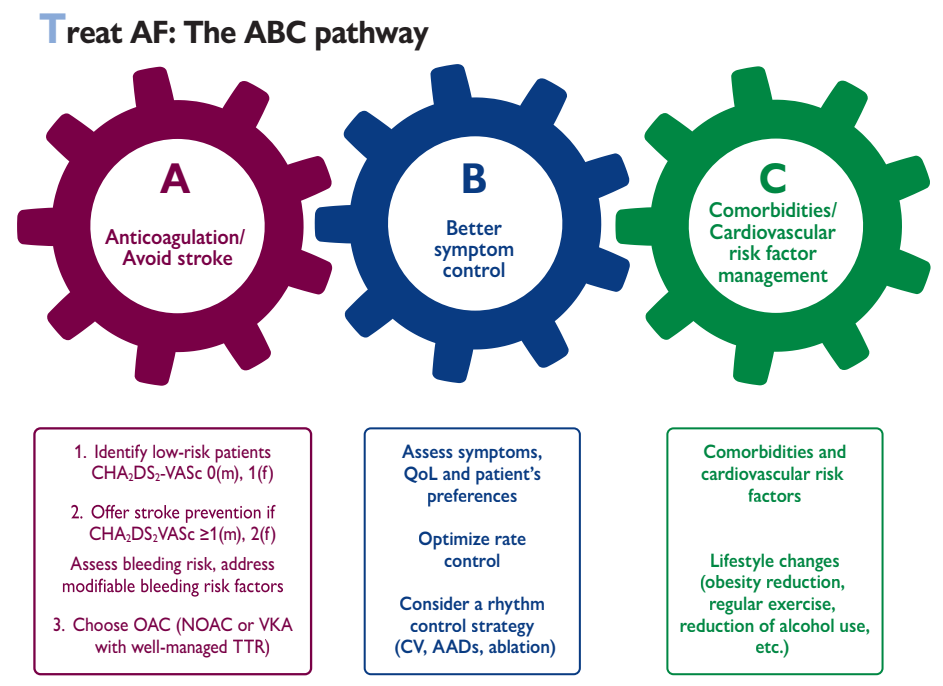 Treat AF: The ABC pathway
A
Anticoagulation/
Avoid stroke
B
Better
symptom
control
C
Comorbidities/
Cardiovascular
risk factor
management
1. Identify low-risk patients
CHA₂DS₂-VASc 0(m), 1(f)
2. Offer stroke prevention if
CHA₂DS₂VASc ≥1(m), 2(f)
Assess bleeding risk, address
modifiable bleeding risk factors
3. Choose OAC (NOAC or VKA
with well-managed TTR)
Assess symptoms,
QoL and patient’s
preferences
Optimize rate
control
Consider a rhythm
control strategy
(CV, AADs, ablation)
Comorbidities and
cardiovascular risk
factors
Lifestyle changes
(obesity reduction,
regular exercise,
reduction of alcohol use,
etc.)